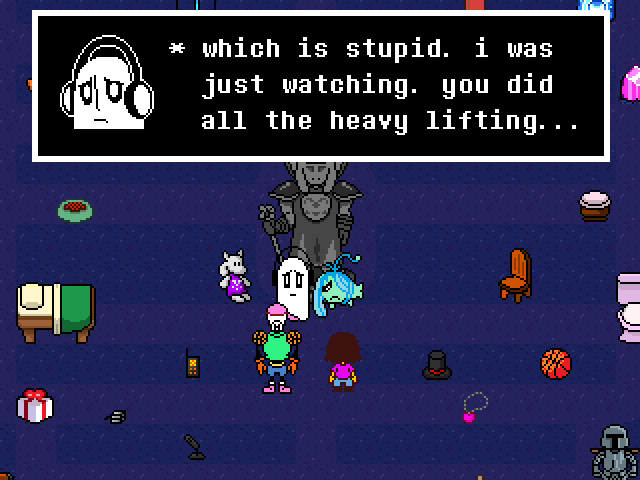 * which is stupid. i was
just watching. you did
all the heavy lifting...